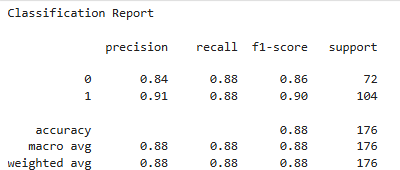 Classification Report
precision recall f1-score support
0 0.84 0.88 0.86 72
1 0.91 0.88 0.90 104
accuracy 0.88 176
macro avg 0.88 0.88 0.88 176
weighted avg 0.88 0.88 0.88 176